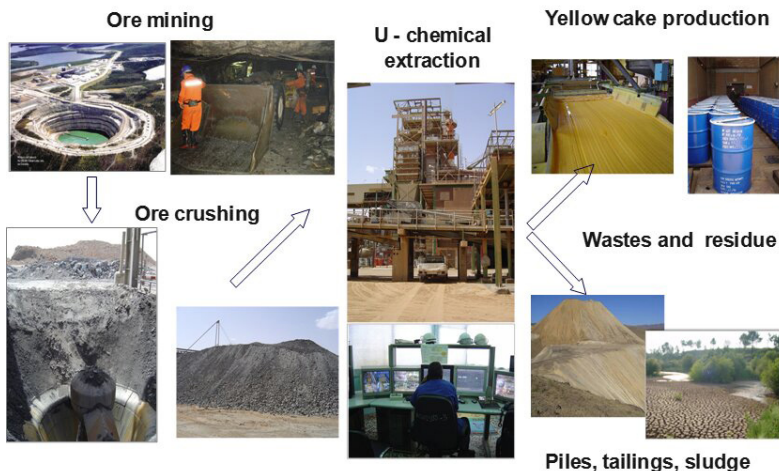 Ore mining
U - chemical
extraction
Yellow cake production
Ore crushing
Wastes and residue
Piles, tailings, sludge